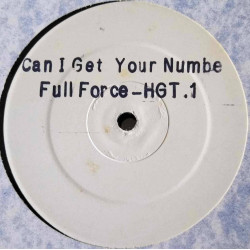 Can I Get Your Numbe
Full Force-HGT.1